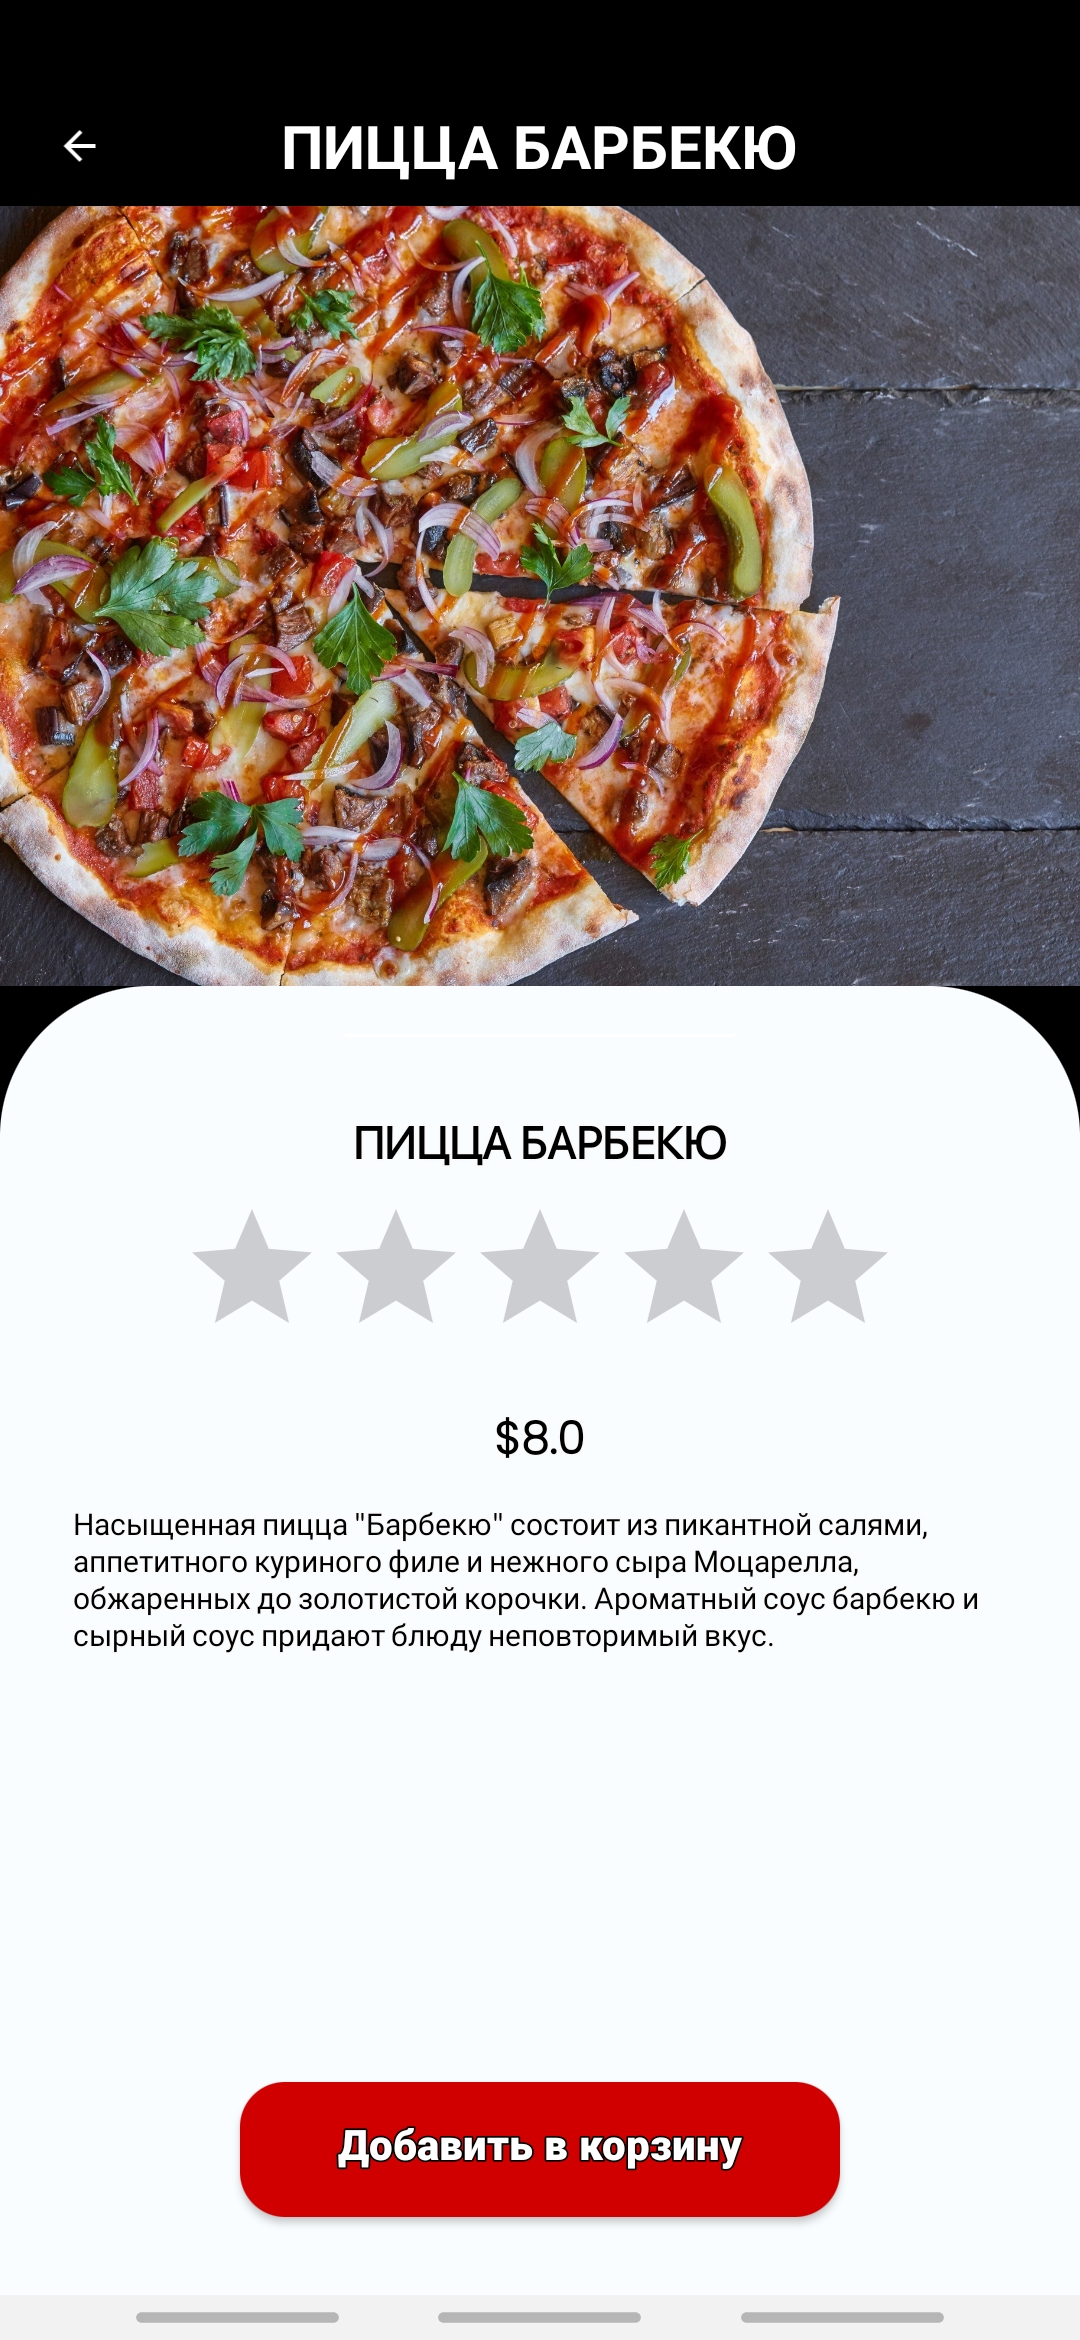 ПИЦЦА БАРБЕКЮ
ПИЦЦА БАРБЕКЮ
$8.0
Насыщенная пицца "Барбекю" состоит из пикантной салями,
аппетитного куриного филе и нежного сыра Моцарелла,
обжаренных до золотистой корочки. Ароматный соус барбекю и
сырный соус придают блюду неповторимый вкус.
Добавить в корзину